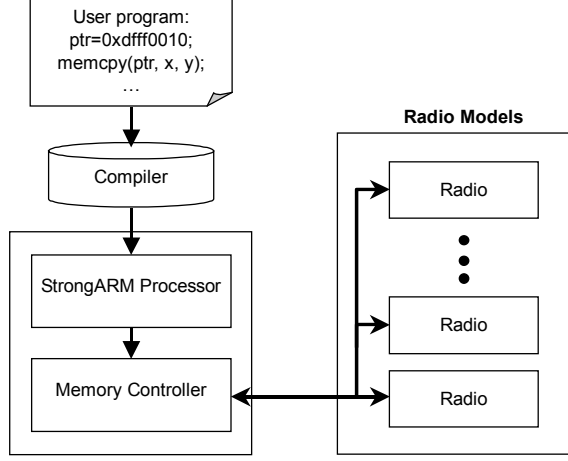 User program:
ptr=0xdfff0010;
memcpy(ptr, x, y);
…
Compiler
StrongARM Processor
Memory Controller
Radio Models
Radio
Radio
Radio